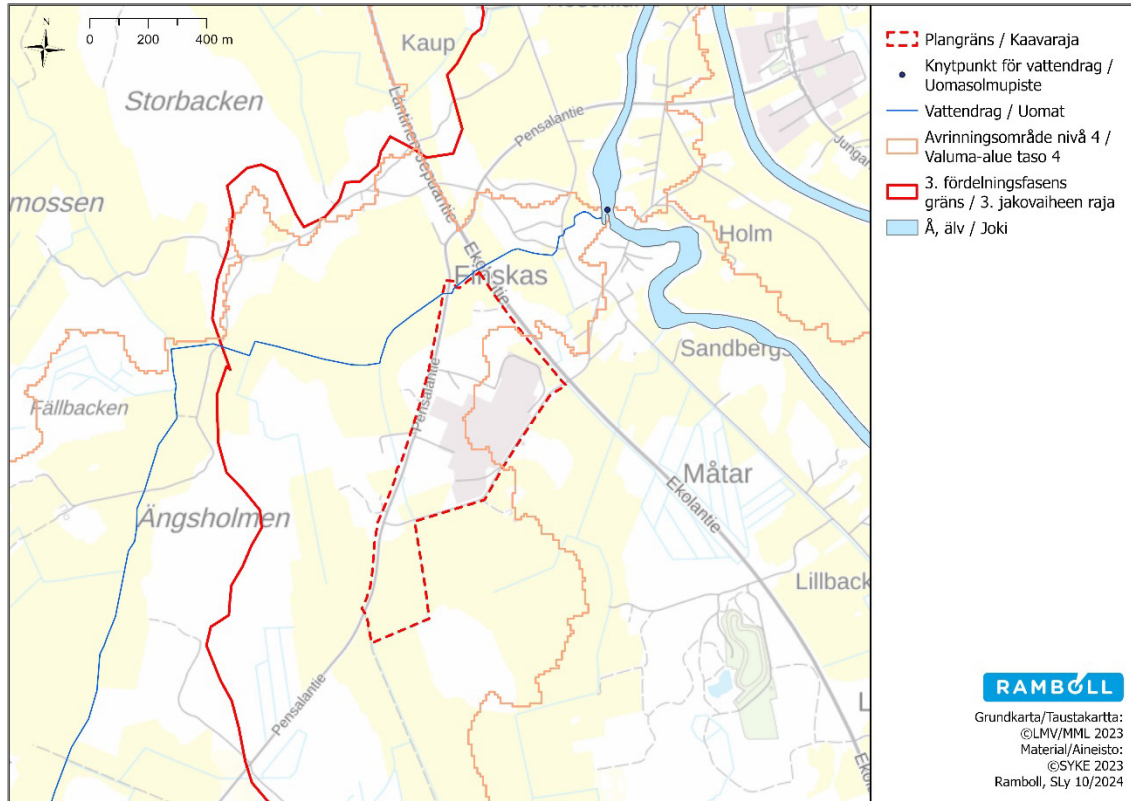 N
0 200 400 m
Kaup
Storbacken
Läntinen Jepuantie
Pensalantie
mossen
Holm
Finskas
Ekolantie
Sandbergs
Fällbacken
Pensalantie
Måtar
Ängsholmen
Ekolantie
Lillback
Pensalantie
L
Plangräns / Kaavaraja
Knytpunkt för vattendrag /
Uomasolmupiste
Vattendrag / Uomat
Avrinningsområde nivå 4 /
Valuma-alue taso 4
3. fördelningsfasens
gräns / 3. jakovaiheen raja
Å, älv / Joki
RAMBOLL
Grundkarta/Taustakartta:
©LMV/MML 2023
Material/Aineisto:
©SYKE 2023
Ramboll, SLy 10/2024